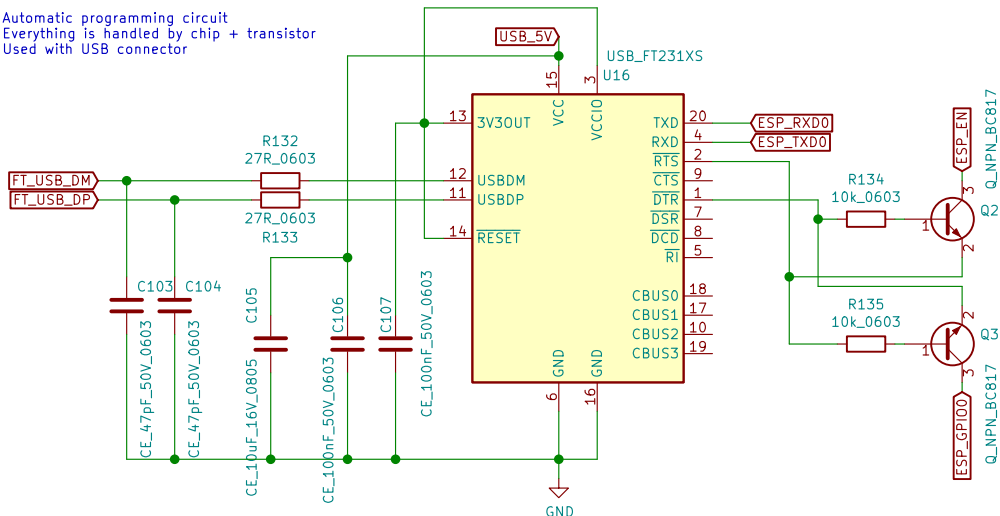 Automatic programming circuit
Everything is handled by chip + transistor
Used with USB connector
USB_5V
USB_FT231XS
U16
15
3
VCC
VCCIO
13
3V3OUT
12
USBDM
11
USBDP
14
RESET
TXD
20
RXD
4
RTS
2
CTS
9
DTR
1
DSR
7
DCD
8
RI
5
CBUS0
18
CBUS1
17
CBUS2
10
CBUS3
19
GND
GND
6
16
GND
FT_USB_DM
FT_USB_DP
R132
27R_0603
27R_0603
R133
C103
CE_47pF_50V_0603
C104
CE_47pF_50V_0603
C105
CE_10uF_16V_0805
C106
CE_100nF_50V_0603
C107
CE_100nF_50V_0603
ESP_RXD0
ESP_TXD0
R134
10k_0603
R135
10k_0603
ESP_EN
Q_NPN_BC817
Q2
1
2
3
Q3
1
2
3
Q_NPN_BC817
ESP_GPIO0